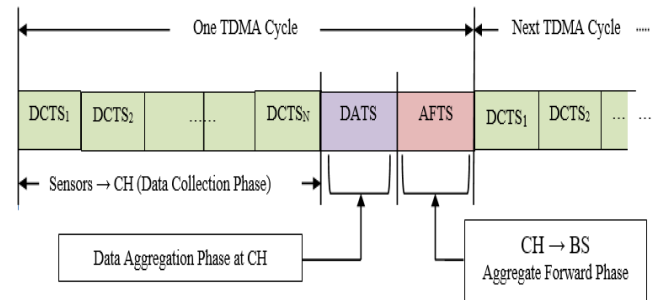 One TDMA Cycle
Next TDMA Cycle .....
DCTS₁ DCTS₂ ...... DCTSN DATS AFTS DCTS₁ DCTS₂ ... ...
Sensors → CH (Data Collection Phase)
Data Aggregation Phase at CH
CH → BS
Aggregate Forward Phase